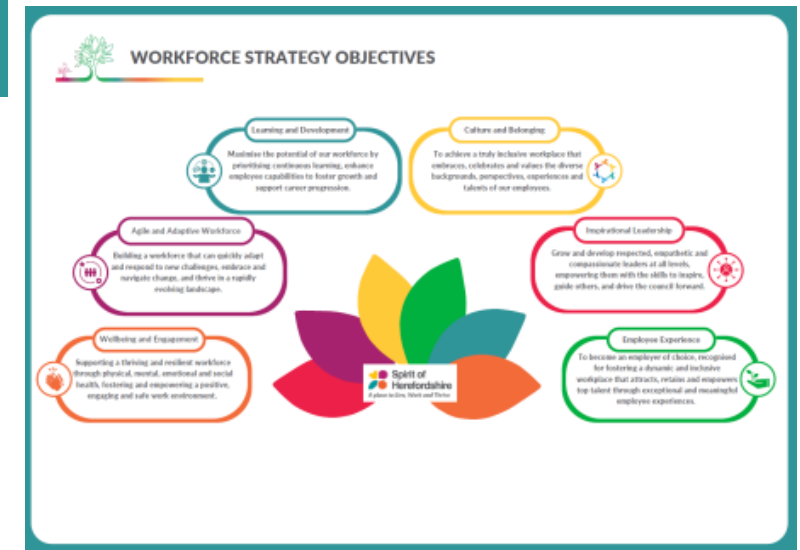 WORKFORCE STRATEGY OBJECTIVES
Learning and Development
Maximise the potential of our workforce by
prioritising continuous learning, enhance
employee capabilities to foster growth and
support career progression.
Culture and Belonging
To achieve a truly inclusive workplace that
embraces, celebrates and values the diverse
backgrounds, perspectives, experiences and
talents of our employees.
Agile and Adaptive Workforce
Building a workforce that can quickly adapt
and respond to new challenges, embrace and
navigate change, and thrive in a rapidly
evolving landscape.
Inspirational Leadership
Grow and develop respected, empathetic and
compassionate leaders at all levels,
empowering them with the skills to inspire,
guide others, and drive the council forward.
Wellbeing and Engagement
Supporting a thriving and resilient workforce
through physical, mental, emotional and social
health, fostering and empowering a positive,
engaging and safe work environment.
Employee Experience
To become an employer of choice, recognised
for fostering a dynamic and inclusive
workplace that attracts, retains and empowers
top talent through exceptional and meaningful
employee experiences.
Spirit of
Herefordshire
A place to Live, Work and Thrive